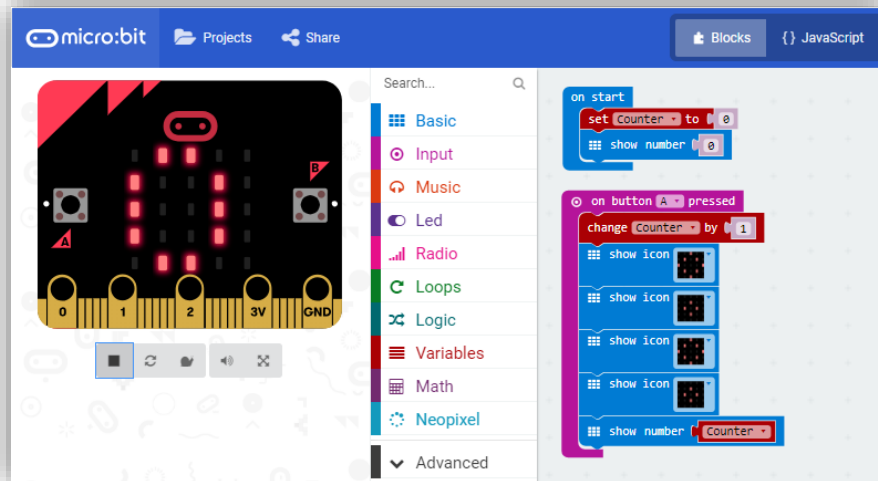 micro:bit Projects Share Blocks {} JavaScript
B
A
0 1 2 3V GND
Search...
Basic
Input
Music
Led
Radio
Loops
Logic
Variables
Math
Neopixel
Advanced
on start
set Counter to 0
show number 0
on button A pressed
change Counter by 1
show icon
show icon
show icon
show icon
show number Counter